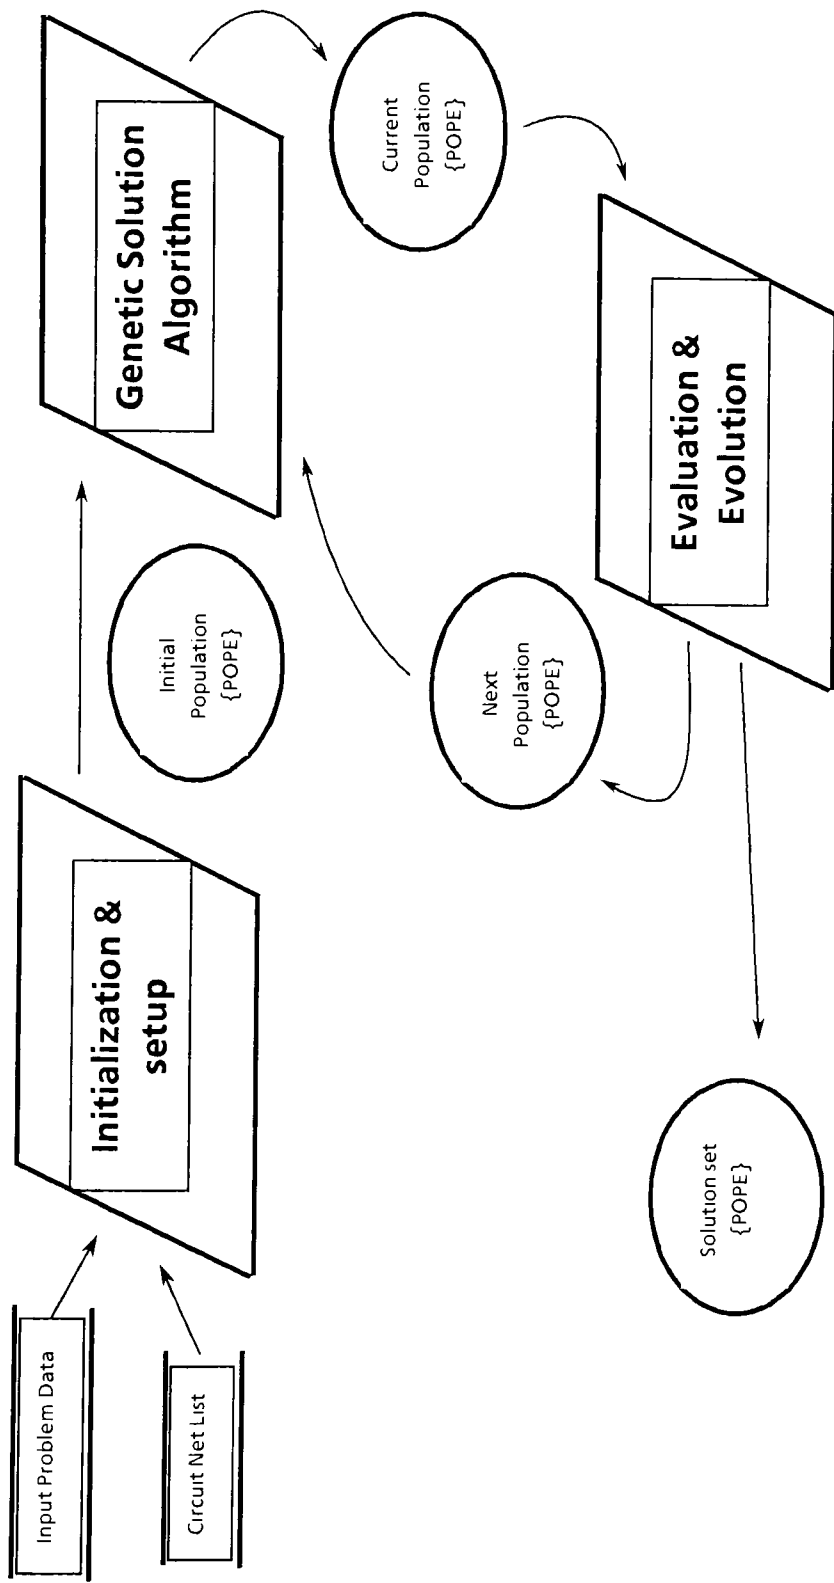 Input Problem Data
Circuit Net List
Initialization &
setup
Initial
Population
{POPE}
Genetic Solution
Algorithm
Current
Population
{POPE}
Next
Population
{POPE}
Evaluation &
Evolution
Solution set
{POPE}